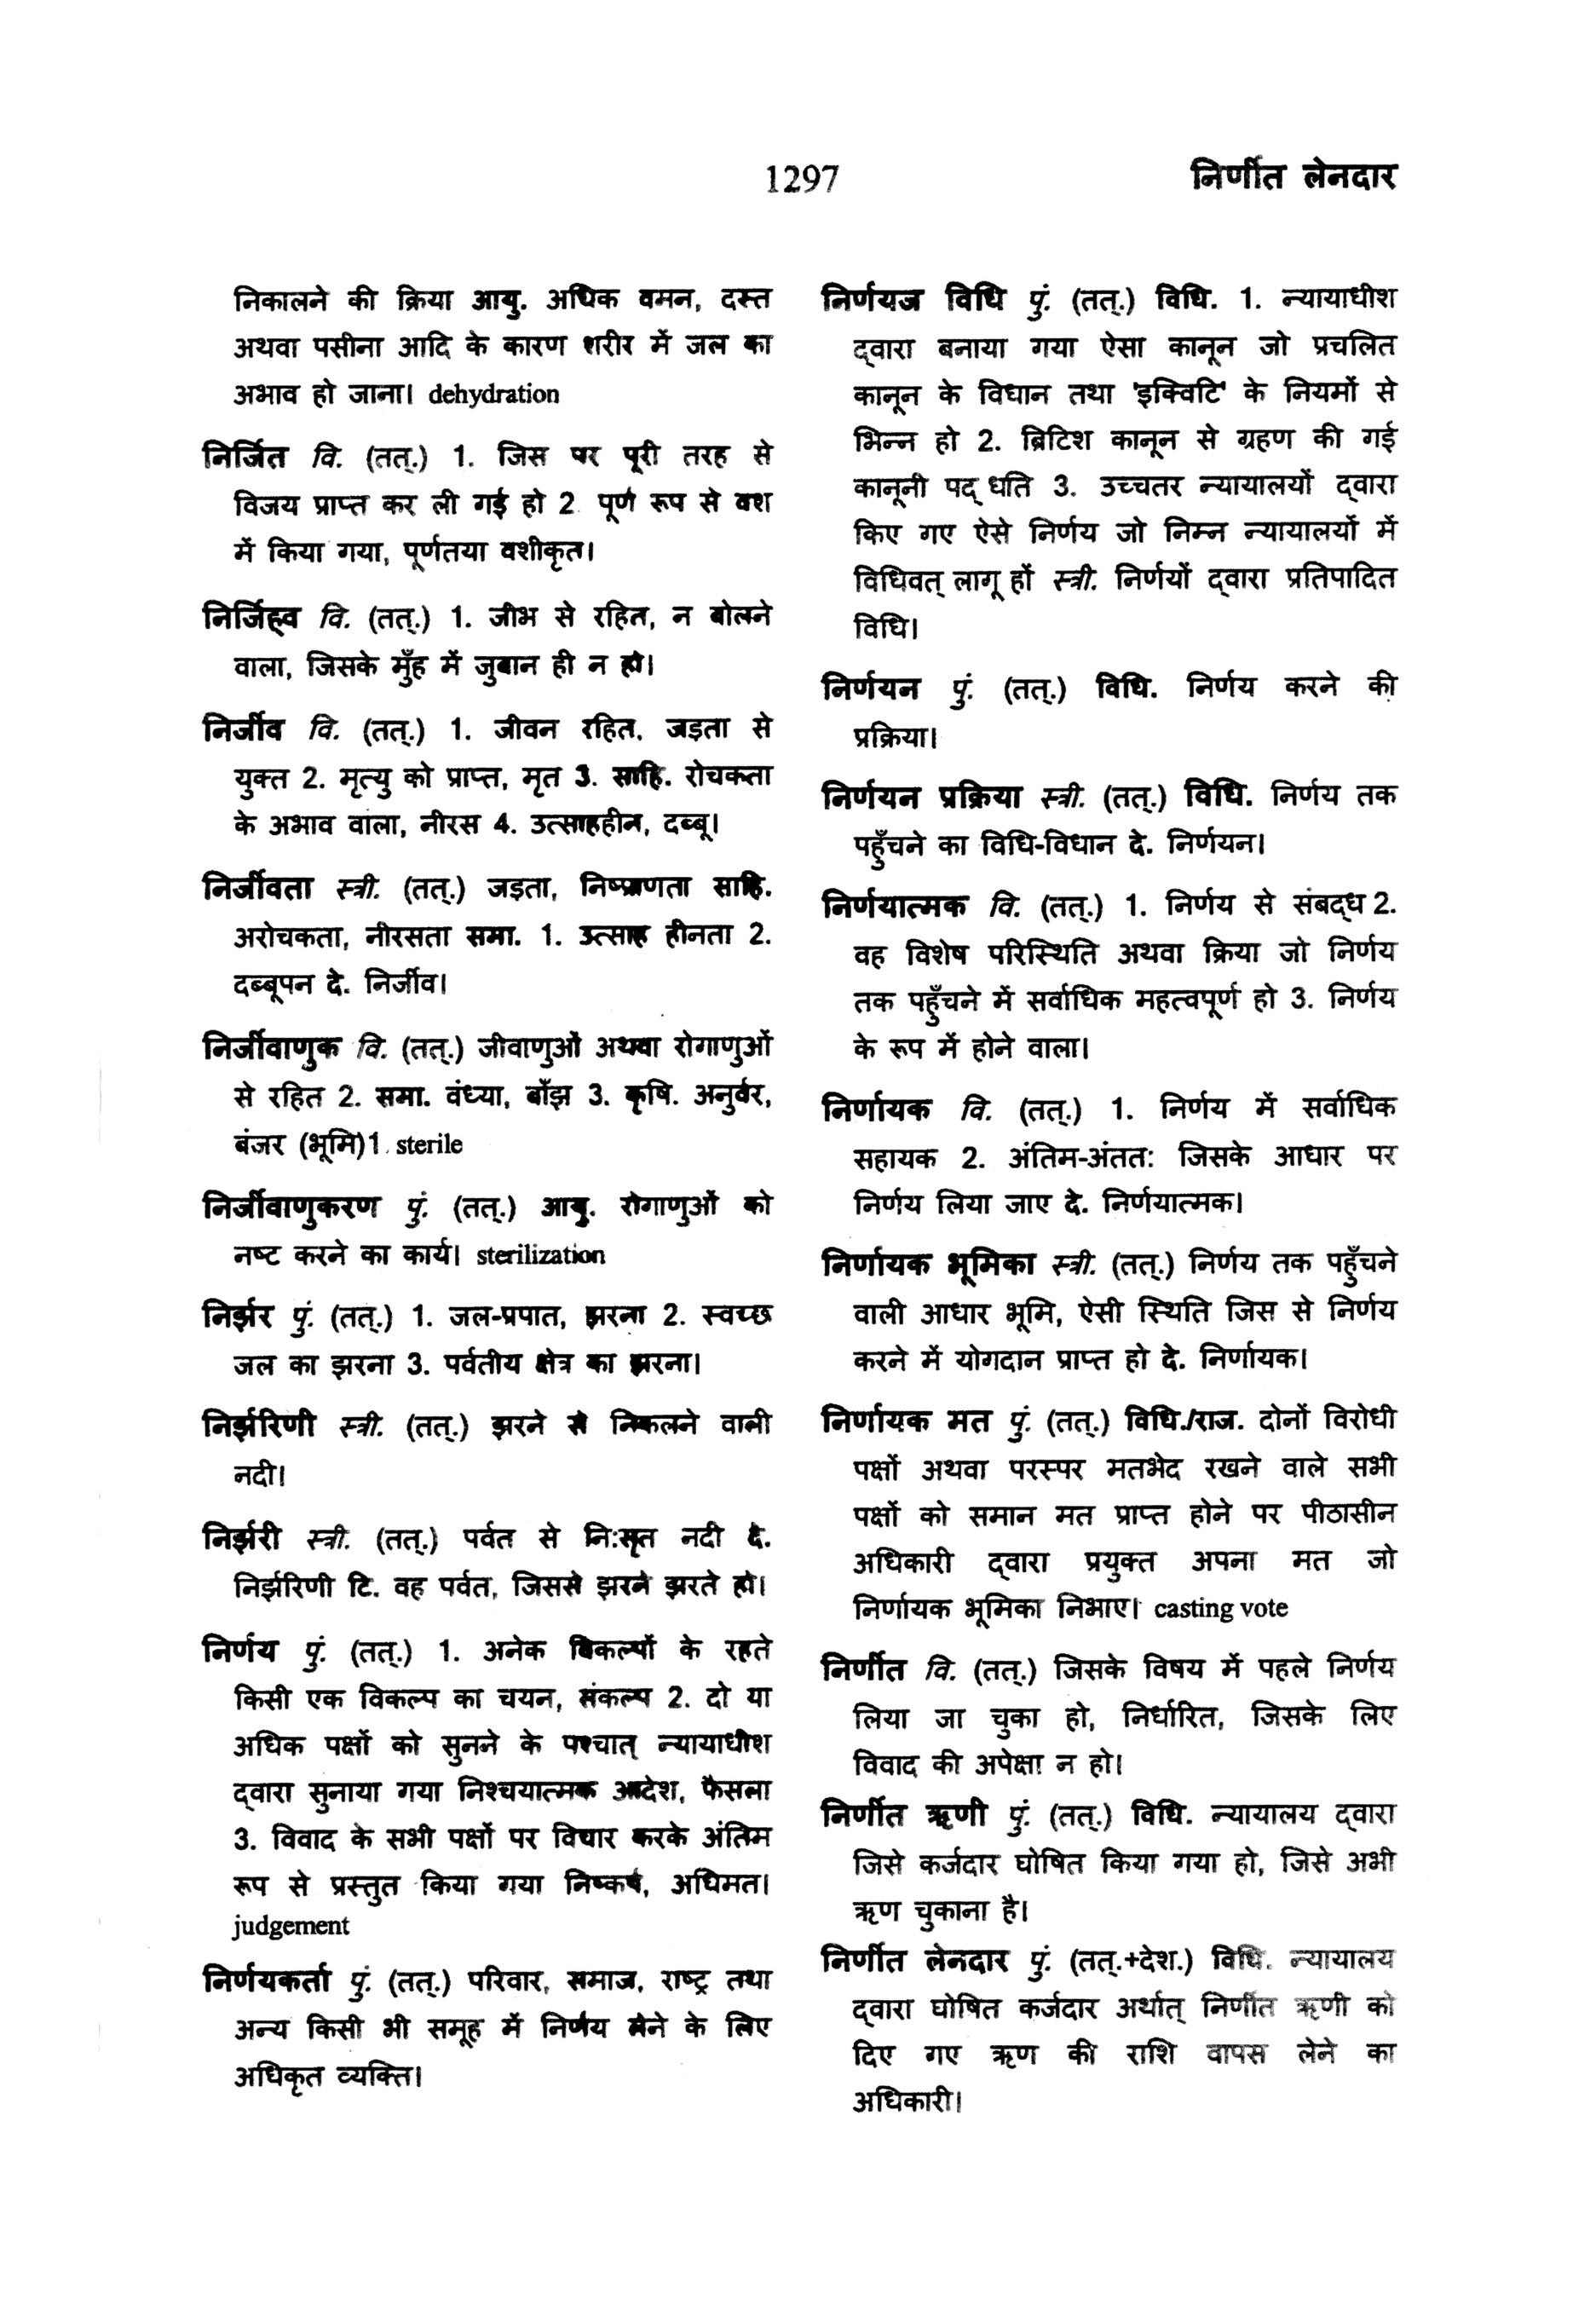 1297
निर्णीत लेनदार
निकालने की क्रिया आयु. अधिक वमन, दस्त
अथवा पसीना आदि के कारण शरीर में जल का
अभाव हो जाना। dehydration
निर्जित वि. (तत्.) 1. जिस पर पूरी तरह से
विजय प्राप्त कर ली गई हो 2. पूर्ण रूप से वश
में किया गया, पूर्णतया वशीकृत।
निर्जिह्व वि. (तत्.) 1. जीभ से रहित, न बोलने
वाला, जिसके मुँह में जुबान ही न हो।
निर्जीव वि. (तत्.) 1. जीवन रहित, जड़ता से
युक्त 2. मृत्यु को प्राप्त, मृत 3. साहि. रोचकता
के अभाव वाला, नीरस 4. उत्साहहीन, दब्बू।
निर्जीवता स्त्री. (तत्.) जड़ता, निष्प्राणता साहि.
अरोचकता, नीरसता समा. 1. उत्साह हीनता 2.
दब्बूपन दे. निर्जीव।
निर्जीवाणुक वि. (तत्.) जीवाणुओं अथवा रोगाणुओं
से रहित 2. समा. वंध्या, बाँझ 3. कृषि. अनुर्वर,
बंजर (भूमि)1. sterile
निर्जीवाणुकरण पुं. (तत्.) आयु. रोगाणुओं को
नष्ट करने का कार्य। sterilization
निर्झर पुं. (तत्.) 1. जल-प्रपात, झरना 2. स्वच्छ
जल का झरना 3. पर्वतीय क्षेत्र का झरना।
निर्झरिणी स्त्री. (तत्.) झरने से निकलने वाली
नदी।
निर्झरी स्त्री. (तत्.) पर्वत से नि:सृत नदी दे.
निर्झरिणी टि. वह पर्वत, जिससे झरने झरते हो।
निर्णय पुं. (तत्.) 1. अनेक विकल्पों के रहते
किसी एक विकल्प का चयन, संकल्प 2. दो या
अधिक पक्षों को सुनने के पश्चात् न्यायाधीश
द्वारा सुनाया गया निश्चयात्मक आदेश, फैसला
3. विवाद के सभी पक्षों पर विचार करके अंतिम
रूप से प्रस्तुत किया गया निष्कर्ष, अधिमत।
judgement
निर्णयकर्ता पुं. (तत्.) परिवार, समाज, राष्ट्र तथा
अन्य किसी भी समूह में निर्णय लेने के लिए
अधिकृत व्यक्ति।
निर्णयज विधि पुं. (तत्.) विधि. 1. न्यायाधीश
द्वारा बनाया गया ऐसा कानून जो प्रचलित
कानून के विधान तथा 'इक्विटि' के नियमों से
भिन्न हो 2. ब्रिटिश कानून से ग्रहण की गई
कानूनी पद्धति 3. उच्चतर न्यायालयों द्वारा
किए गए ऐसे निर्णय जो निम्न न्यायालयों में
विधिवत् लागू हों स्त्री. निर्णयों द्वारा प्रतिपादित
विधि।
निर्णयन पुं. (तत्.) विधि. निर्णय करने की
प्रक्रिया।
निर्णयन प्रक्रिया स्त्री. (तत्.) विधि. निर्णय तक
पहुँचने का विधि-विधान दे. निर्णयन।
निर्णयात्मक वि. (तत्.) 1. निर्णय से संबद्ध 2.
वह विशेष परिस्थिति अथवा क्रिया जो निर्णय
तक पहुँचने में सर्वाधिक महत्वपूर्ण हो 3. निर्णय
के रूप में होने वाला।
निर्णायक वि. (तत्.) 1. निर्णय में सर्वाधिक
सहायक 2. अंतिम-अंतत: जिसके आधार पर
निर्णय लिया जाए दे. निर्णयात्मक।
निर्णायक भूमिका स्त्री. (तत्.) निर्णय तक पहुँचने
वाली आधार भूमि, ऐसी स्थिति जिस से निर्णय
करने में योगदान प्राप्त हो दे. निर्णायक।
निर्णायक मत पुं. (तत्.) विधि./राज. दोनों विरोधी
पक्षों अथवा परस्पर मतभेद रखने वाले सभी
पक्षों को समान मत प्राप्त होने पर पीठासीन
अधिकारी द्वारा प्रयुक्त अपना मत जो
निर्णायक भूमिका निभाए। casting vote
निर्णीत वि. (तत्.) जिसके विषय में पहले निर्णय
लिया जा चुका हो, निर्धारित, जिसके लिए
विवाद की अपेक्षा न हो।
निर्णीत ऋणी पुं. (तत्.) विधि. न्यायालय द्वारा
जिसे कर्जदार घोषित किया गया हो, जिसे अभी
ऋण चुकाना है।
निर्णीत लेनदार पुं. (तत्.+देश.) विधि. न्यायालय
द्वारा घोषित कर्जदार अर्थात् निर्णीत ऋणी को
दिए गए ऋण की राशि वापस लेने का
अधिकारी।